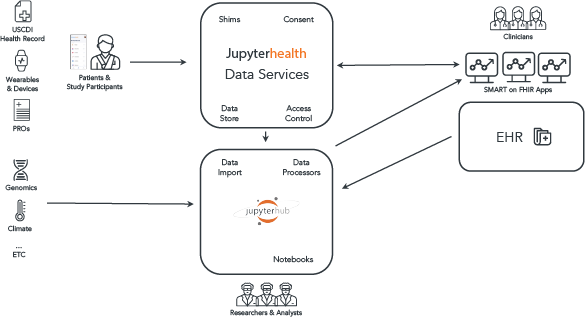 USCDI
Health Record
Wearables
& Devices
PROs
Genomics
Climate
...
ETC
Patients &
Study Participants
Shims
Consent
Jupyterhealth
Data Services
Data
Store
Access
Control
Data
Import
Data
Processors
jupyterhub
Notebooks
Researchers & Analysts
Clinicians
SMART on FHIR Apps
EHR